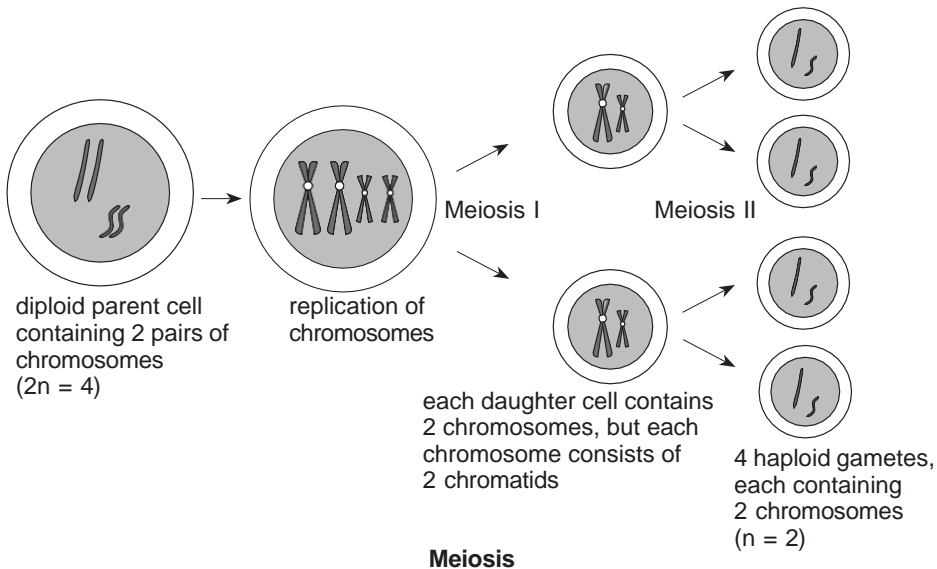 Meiosis I
Meiosis II
diploid parent cell
containing 2 pairs of
chromosomes
(2n = 4)
replication of
chromosomes
each daughter cell contains
2 chromosomes, but each
chromosome consists of
2 chromatids
4 haploid gametes,
each containing
2 chromosomes
(n = 2)
Meiosis